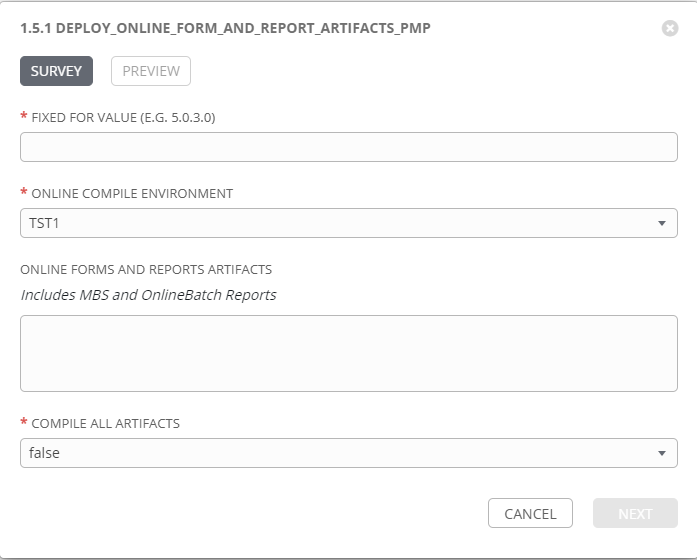 1.5.1 DEPLOY_ONLINE_FORM_AND_REPORT_ARTIFACTS_PMP
SURVEY PREVIEW
* FIXED FOR VALUE (E.G. 5.0.3.0)
* ONLINE COMPILE ENVIRONMENT
TST1
ONLINE FORMS AND REPORTS ARTIFACTS
Includes MBS and OnlineBatch Reports
* COMPILE ALL ARTIFACTS
false
CANCEL NEXT